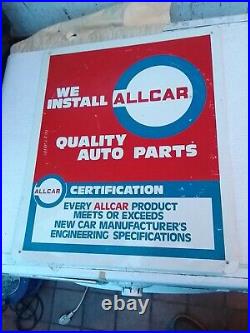 WE
INSTALL ALLCAR
QUALITY
AUTO PARTS
ALLCAR CERTIFICATION
EVERY ALLCAR PRODUCT
MEETS OR EXCEEDS
NEW CAR MANUFACTURER'S
ENGINEERING SPECIFICATIONS